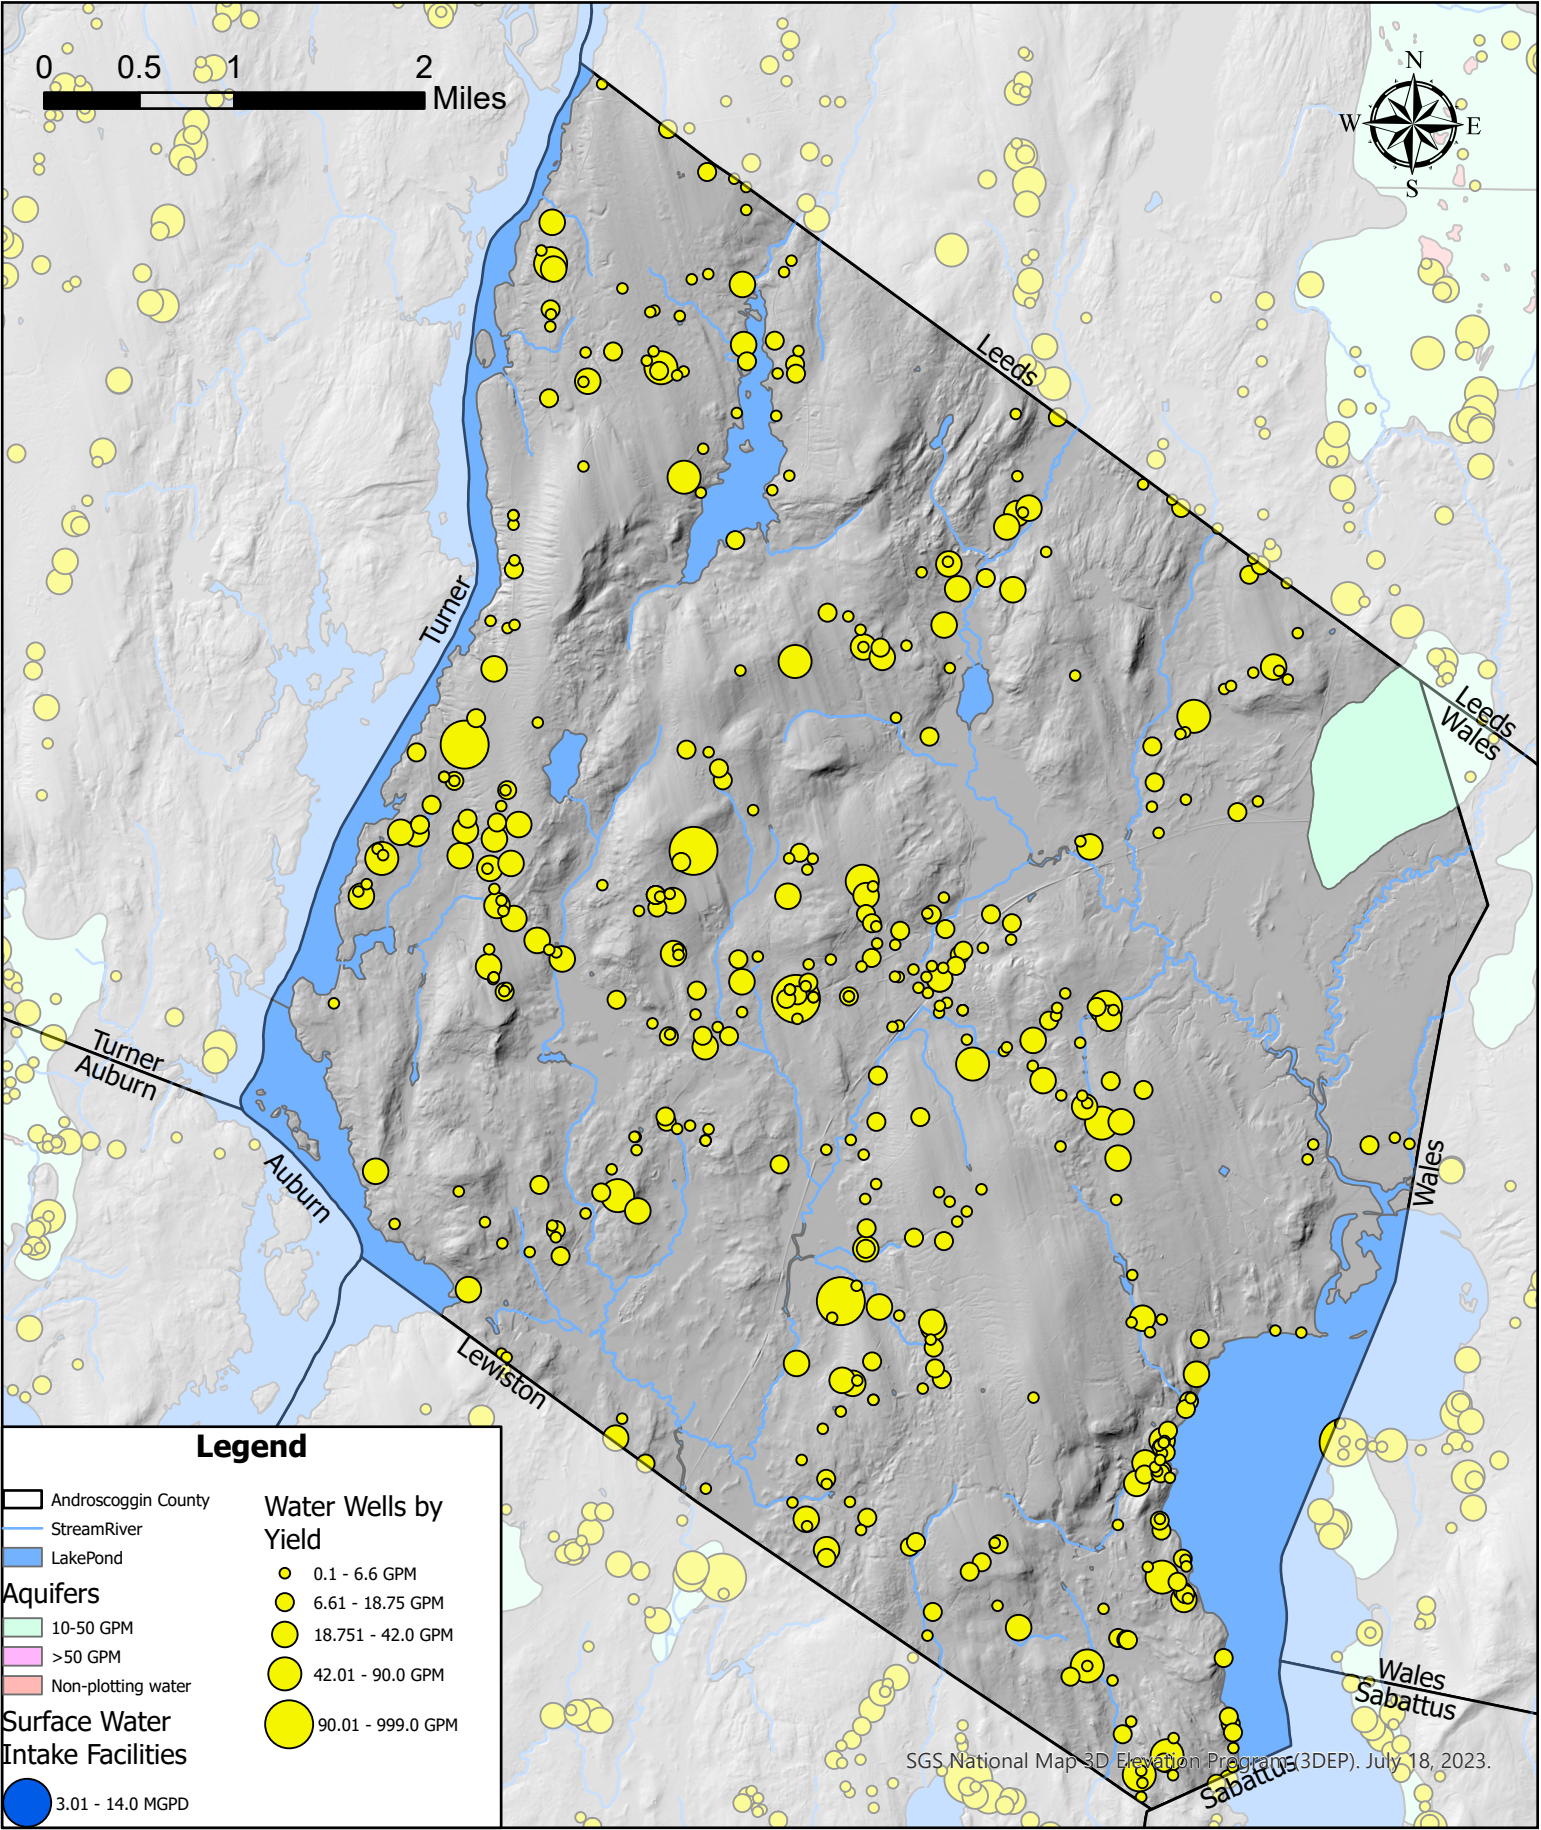 0 0.5 1 2
Miles
N
W E
S
Leeds
Turner
Leeds
Wales
Turner
Auburn
Auburn
Wales
Lewiston
Wales
Sabattus
SGS National Map 3D Elevation Program (3DEP). July 18, 2023.
Sabattus
Legend
Androscoggin County
StreamRiver
LakePond
Aquifers
10-50 GPM
>50 GPM
Non-plotting water
Surface Water
Intake Facilities
3.01 - 14.0 MGPD
Water Wells by
Yield
0.1 - 6.6 GPM
6.61 - 18.75 GPM
18.751 - 42.0 GPM
42.01 - 90.0 GPM
90.01 - 999.0 GPM